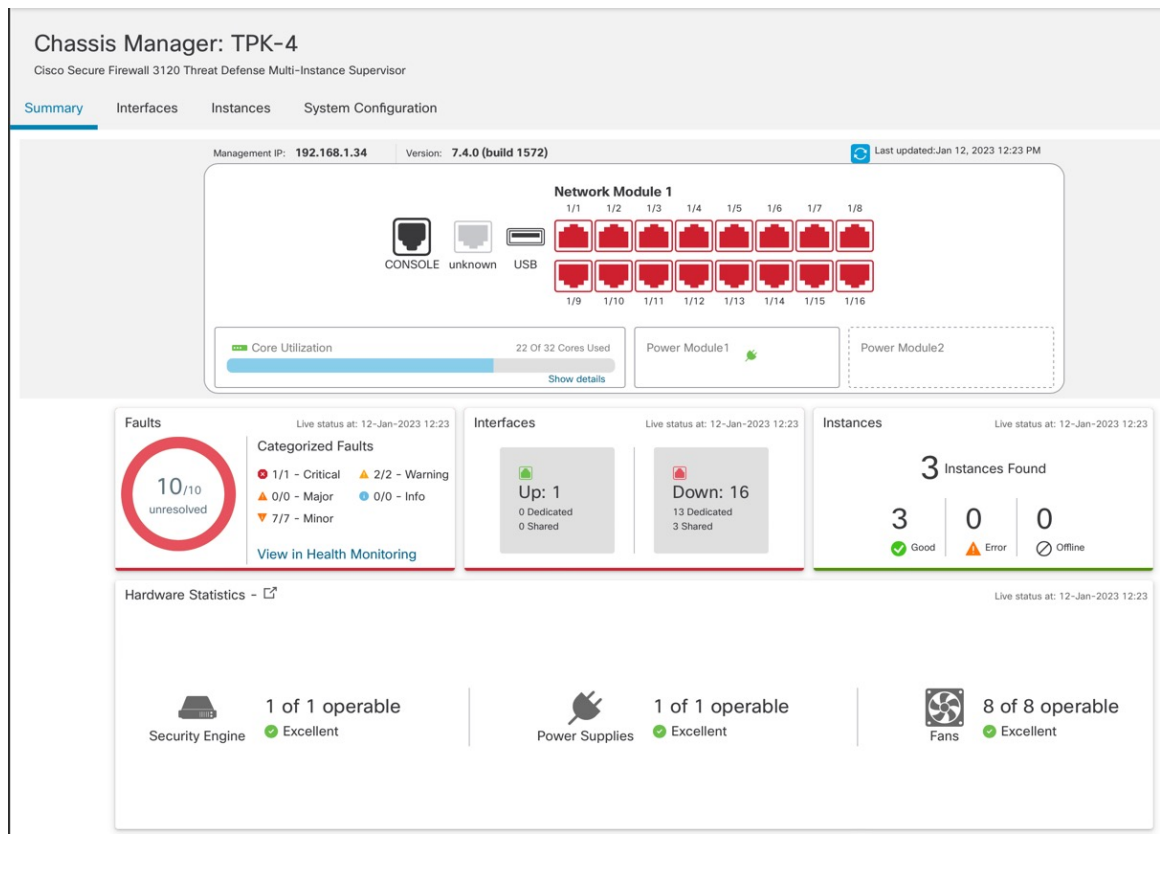 Chassis Manager: TPK-4
Cisco Secure Firewall 3120 Threat Defense Multi-Instance Supervisor
Summary Interfaces Instances System Configuration
Management IP: 192.168.1.34 Version: 7.4.0 (build 1572) Last updated:Jan 12, 2023 12:23 PM
Network Module 1
1/1 1/2 1/3 1/4 1/5 1/6 1/7 1/8
CONSOLE unknown USB
1/9 1/10 1/11 1/12 1/13 1/14 1/15 1/16
Core Utilization 22 Of 32 Cores Used
Show details
Power Module1
Power Module2
Faults Live status at: 12-Jan-2023 12:23
10/10
unresolved
Categorized Faults
1/1 - Critical 2/2 - Warning
0/0 - Major 0/0 - Info
7/7 - Minor
View in Health Monitoring
Interfaces Live status at: 12-Jan-2023 12:23
Up: 1
0 Dedicated
0 Shared
Down: 16
13 Dedicated
3 Shared
Instances Live status at: 12-Jan-2023 12:23
3 Instances Found
3 0 0
Good Error Offline
Hardware Statistics - Live status at: 12-Jan-2023 12:23
Security Engine
1 of 1 operable
Excellent
Power Supplies
1 of 1 operable
Excellent
Fans
8 of 8 operable
Excellent